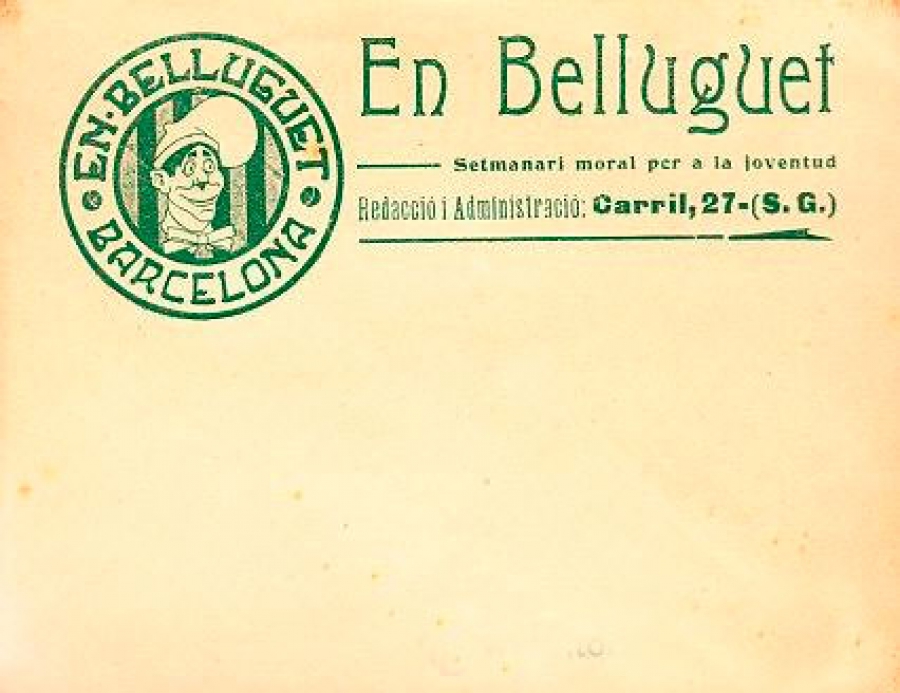 EN·BELLUGUET
BARCELONA
En Belluguet
Setmanari moral per a la joventud
Redacció i Administració: Carril, 27-(S. G.)